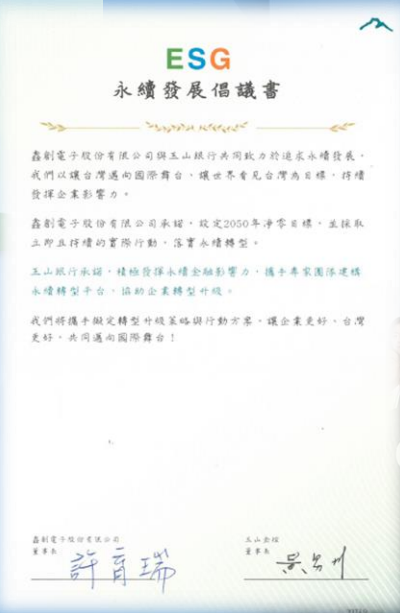 ESG
永續發展倡議書
鑫創電子股份有限公司與玉山銀行共同致力於追求永續發展，
我們以讓台灣邁向國際舞台、讓世界看見台灣為目標，持續
發揮企業影響力。
鑫創電子股份有限公司承諾，設定2050年淨零目標，並採取
立即且持續的實際行動，落實永續轉型。
玉山銀行承諾，積極發揮永續金融影響力，攜手專家團隊建構
永續轉型平台，協助企業轉型升級。
我們將攜手擬定轉型升級策略與行動方案，讓企業更好、台灣
更好，共同邁向國際舞台！
鑫創電子股份有限公司
董事長
許育瑞
玉山金控
董事長
黃男州